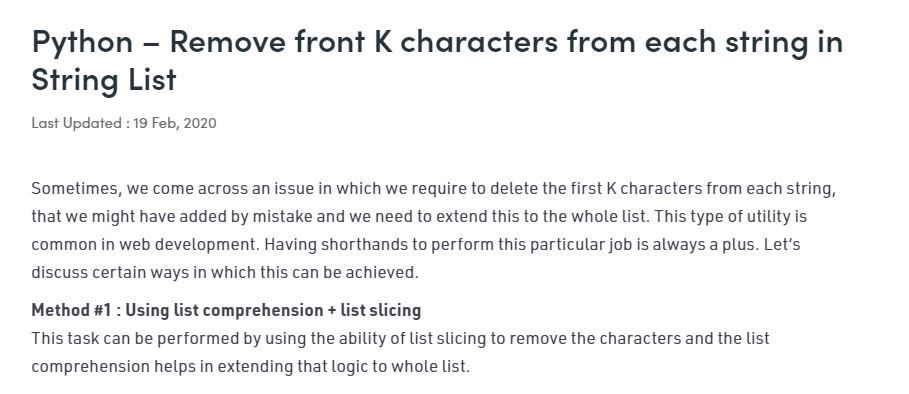 Python – Remove front K characters from each string in
String List
Last Updated : 19 Feb, 2020
Sometimes, we come across an issue in which we require to delete the first K characters from each string,
that we might have added by mistake and we need to extend this to the whole list. This type of utility is
common in web development. Having shorthands to perform this particular job is always a plus. Let’s
discuss certain ways in which this can be achieved.
Method #1 : Using list comprehension + list slicing
This task can be performed by using the ability of list slicing to remove the characters and the list
comprehension helps in extending that logic to whole list.